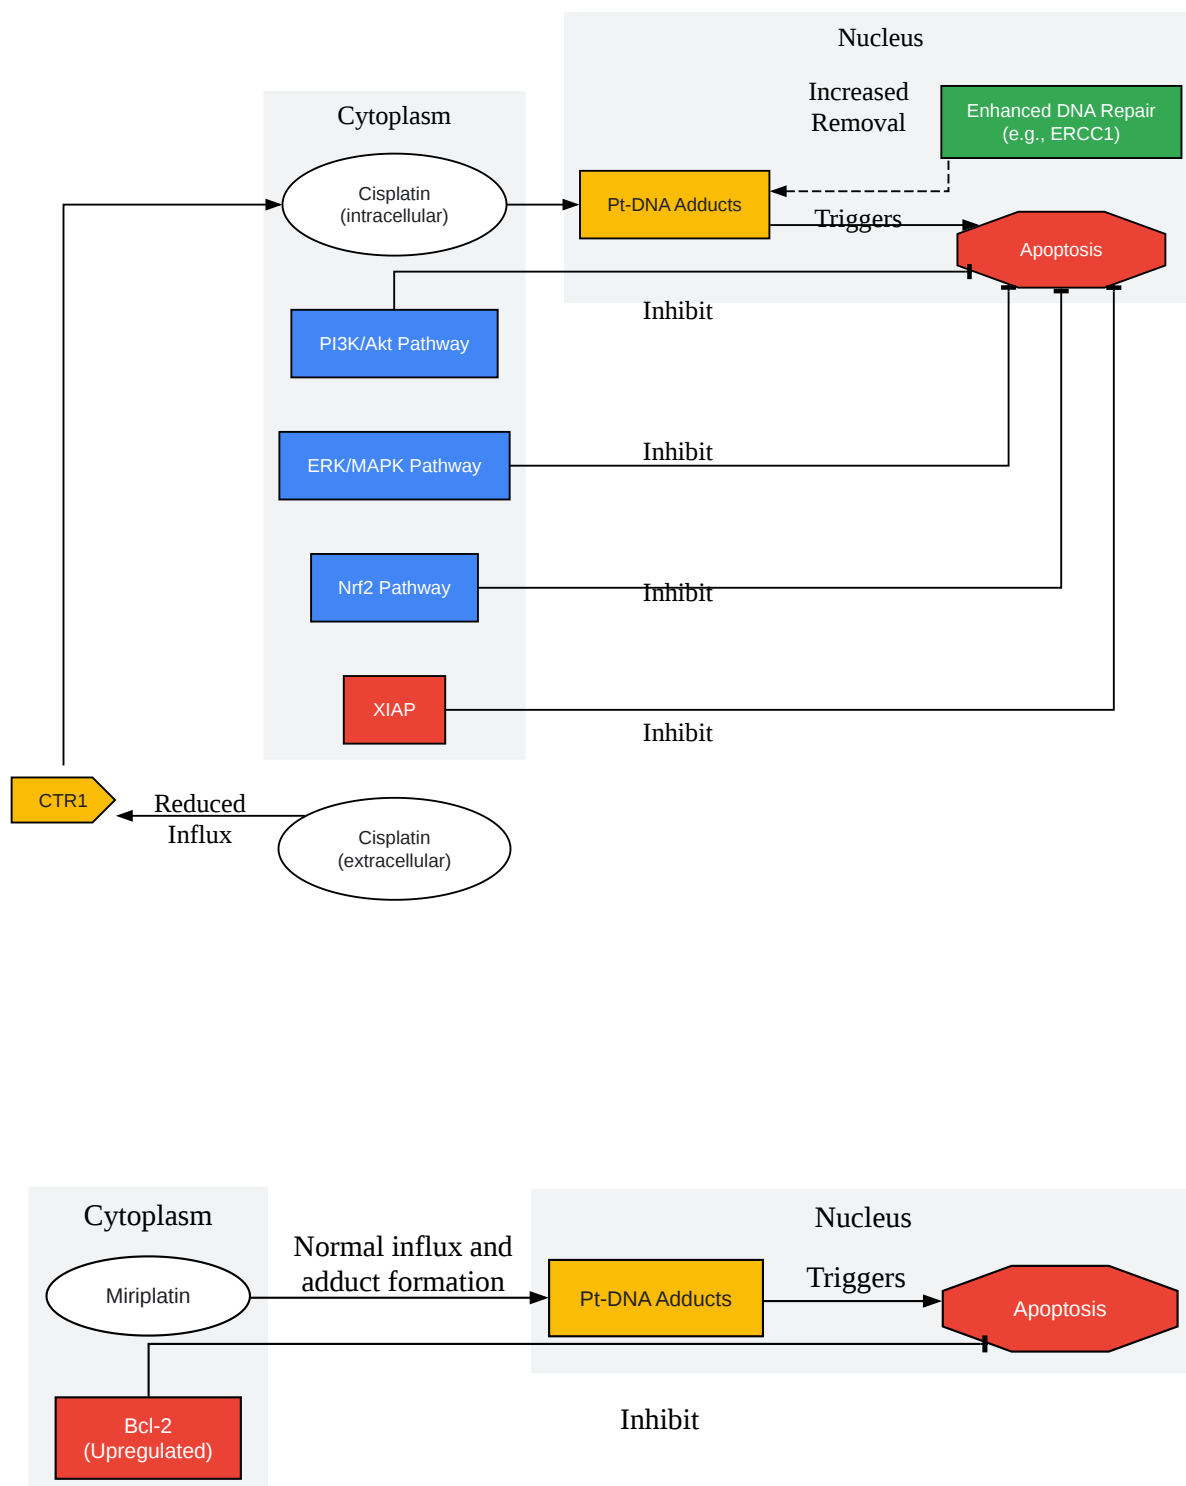 Nucleus
Increased
Removal
Enhanced DNA Repair
(e.g., ERCC1)
Cytoplasm
Cisplatin
(intracellular)
Pt-DNA Adducts
Triggers
Apoptosis
Inhibit
PI3K/Akt Pathway
Inhibit
ERK/MAPK Pathway
Nrf2 Pathway
Inhibit
XIAP
Inhibit
CTR1
Reduced
Influx
Cisplatin
(extracellular)
Cytoplasm
Nucleus
Normal influx and
adduct formation
Miriplatin
Pt-DNA Adducts
Triggers
Apoptosis
Inhibit
Bcl-2
(Upregulated)